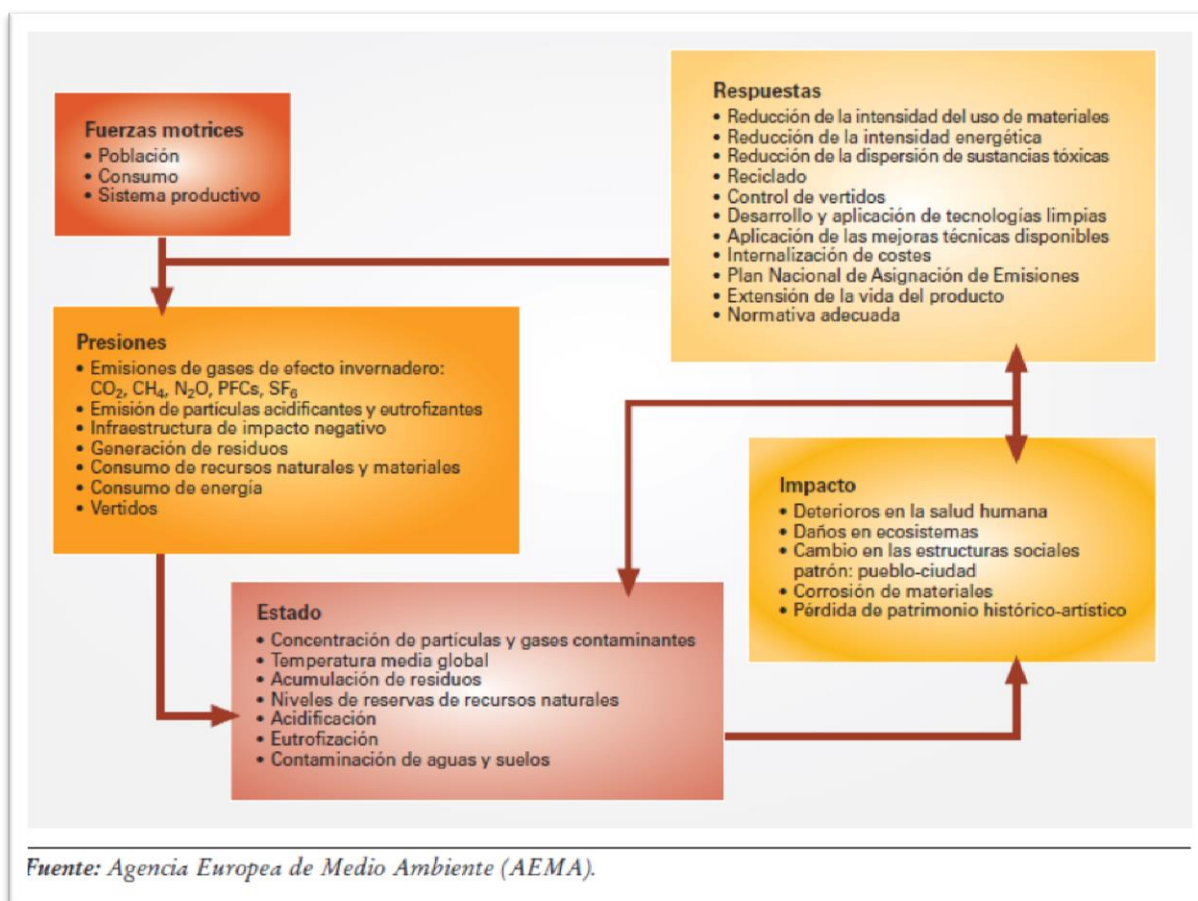 Fuerzas motrices
• Población
• Consumo
• Sistema productivo
Respuestas
• Reducción de la intensidad del uso de materiales
• Reducción de la intensidad energética
• Reducción de la dispersión de sustancias tóxicas
• Reciclado
• Control de vertidos
• Desarrollo y aplicación de tecnologías limpias
• Aplicación de las mejoras técnicas disponibles
• Internalización de costes
• Plan Nacional de Asignación de Emisiones
• Extensión de la vida del producto
• Normativa adecuada
Presiones
• Emisiones de gases de efecto invernadero:
CO₂, CH₄, N₂O, PFCs, SF₆
• Emisión de partículas acidificantes y eutrofizantes
• Infraestructura de impacto negativo
• Generación de residuos
• Consumo de recursos naturales y materiales
• Consumo de energía
• Vertidos
Impacto
• Deterioros en la salud humana
• Daños en ecosistemas
• Cambio en las estructuras sociales
patrón: pueblo-ciudad
• Corrosión de materiales
• Pérdida de patrimonio histórico-artístico
Estado
• Concentración de partículas y gases contaminantes
• Temperatura media global
• Acumulación de residuos
• Niveles de reservas de recursos naturales
• Acidificación
• Eutrofización
• Contaminación de aguas y suelos
Fuente: Agencia Europea de Medio Ambiente (AEMA).